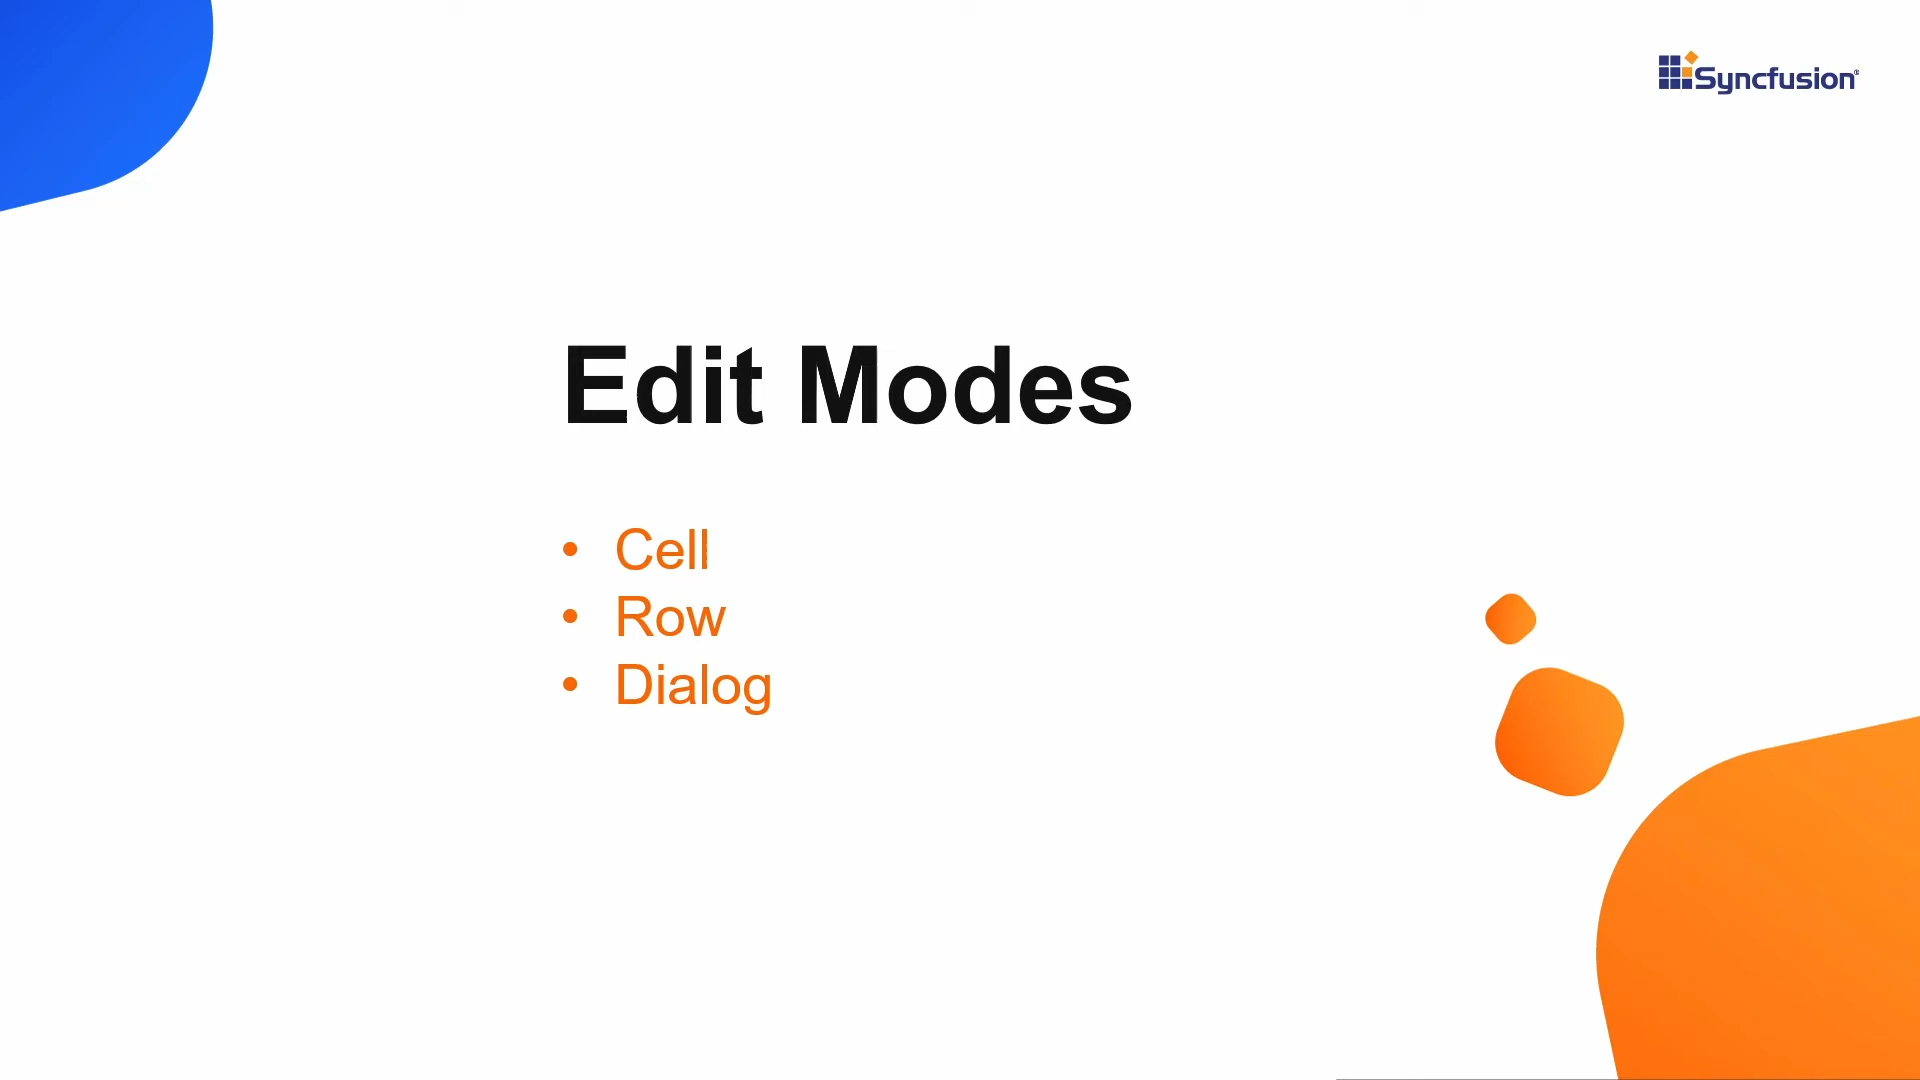 Syncfusion®
Edit Modes
• Cell
• Row
• Dialog